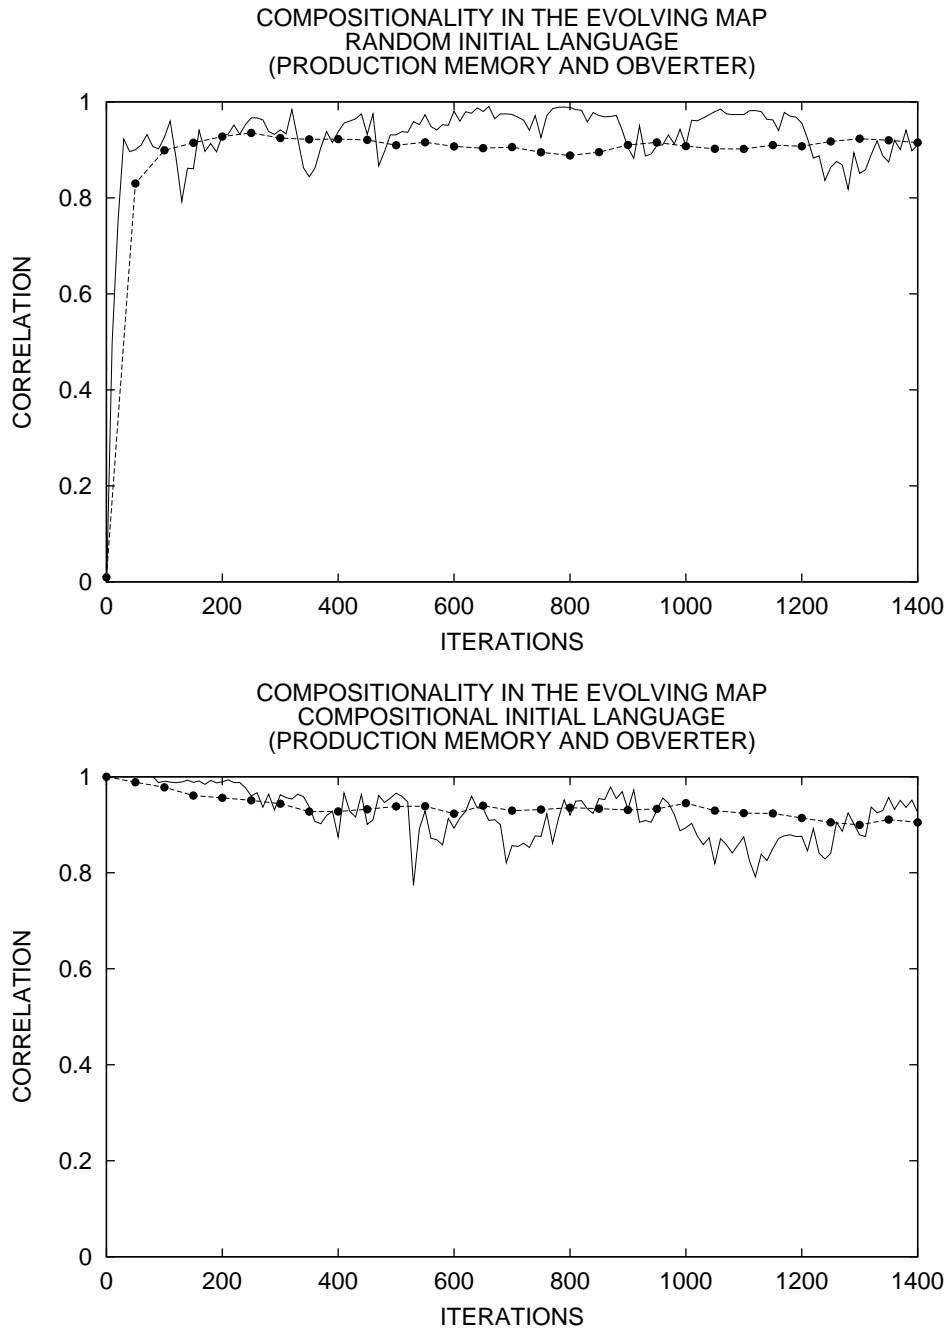 COMPOSITIONALITY IN THE EVOLVING MAP
RANDOM INITIAL LANGUAGE
(PRODUCTION MEMORY AND OBVERTER)
1
0.8
0.6
0.4
0.2
0
CORRELATION
0 200 400 600 800 1000 1200 1400
ITERATIONS
COMPOSITIONALITY IN THE EVOLVING MAP
COMPOSITIONAL INITIAL LANGUAGE
(PRODUCTION MEMORY AND OBVERTER)
1
0.8
0.6
0.4
0.2
0
CORRELATION
0 200 400 600 800 1000 1200 1400
ITERATIONS